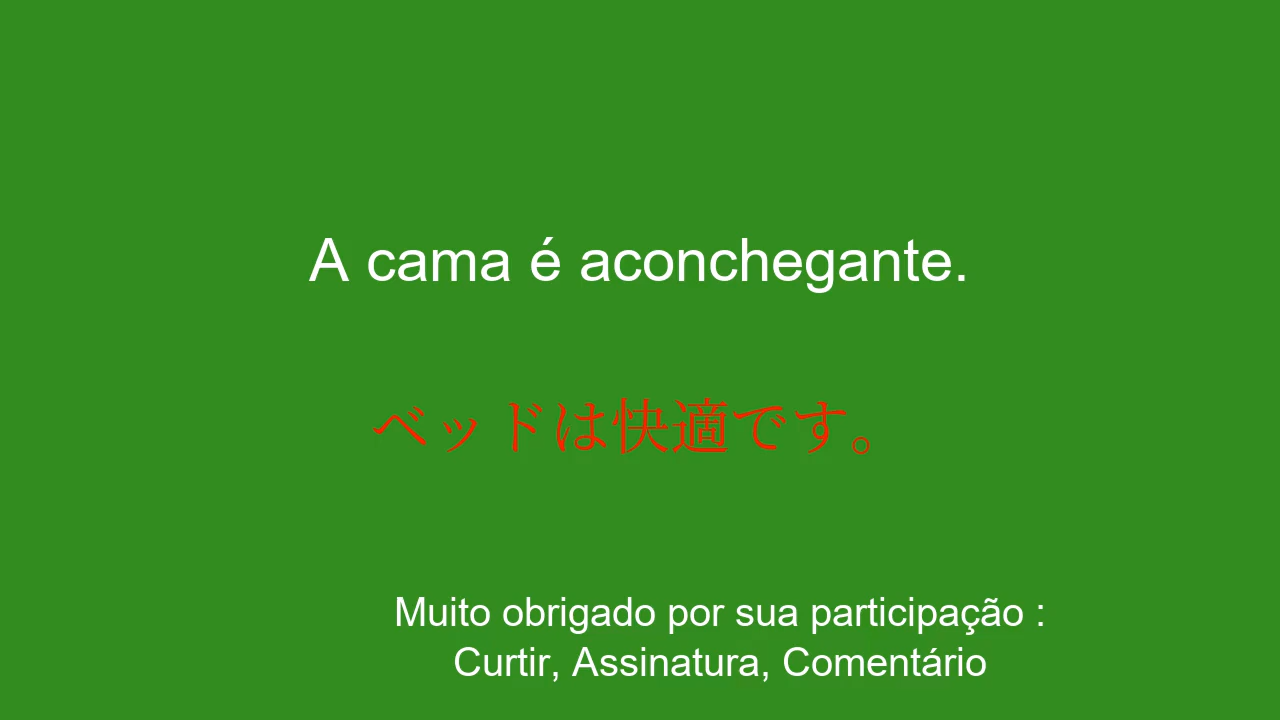 A cama é aconchegante.
ベッドは快適です。
Muito obrigado por sua participação :
Curtir, Assinatura, Comentário